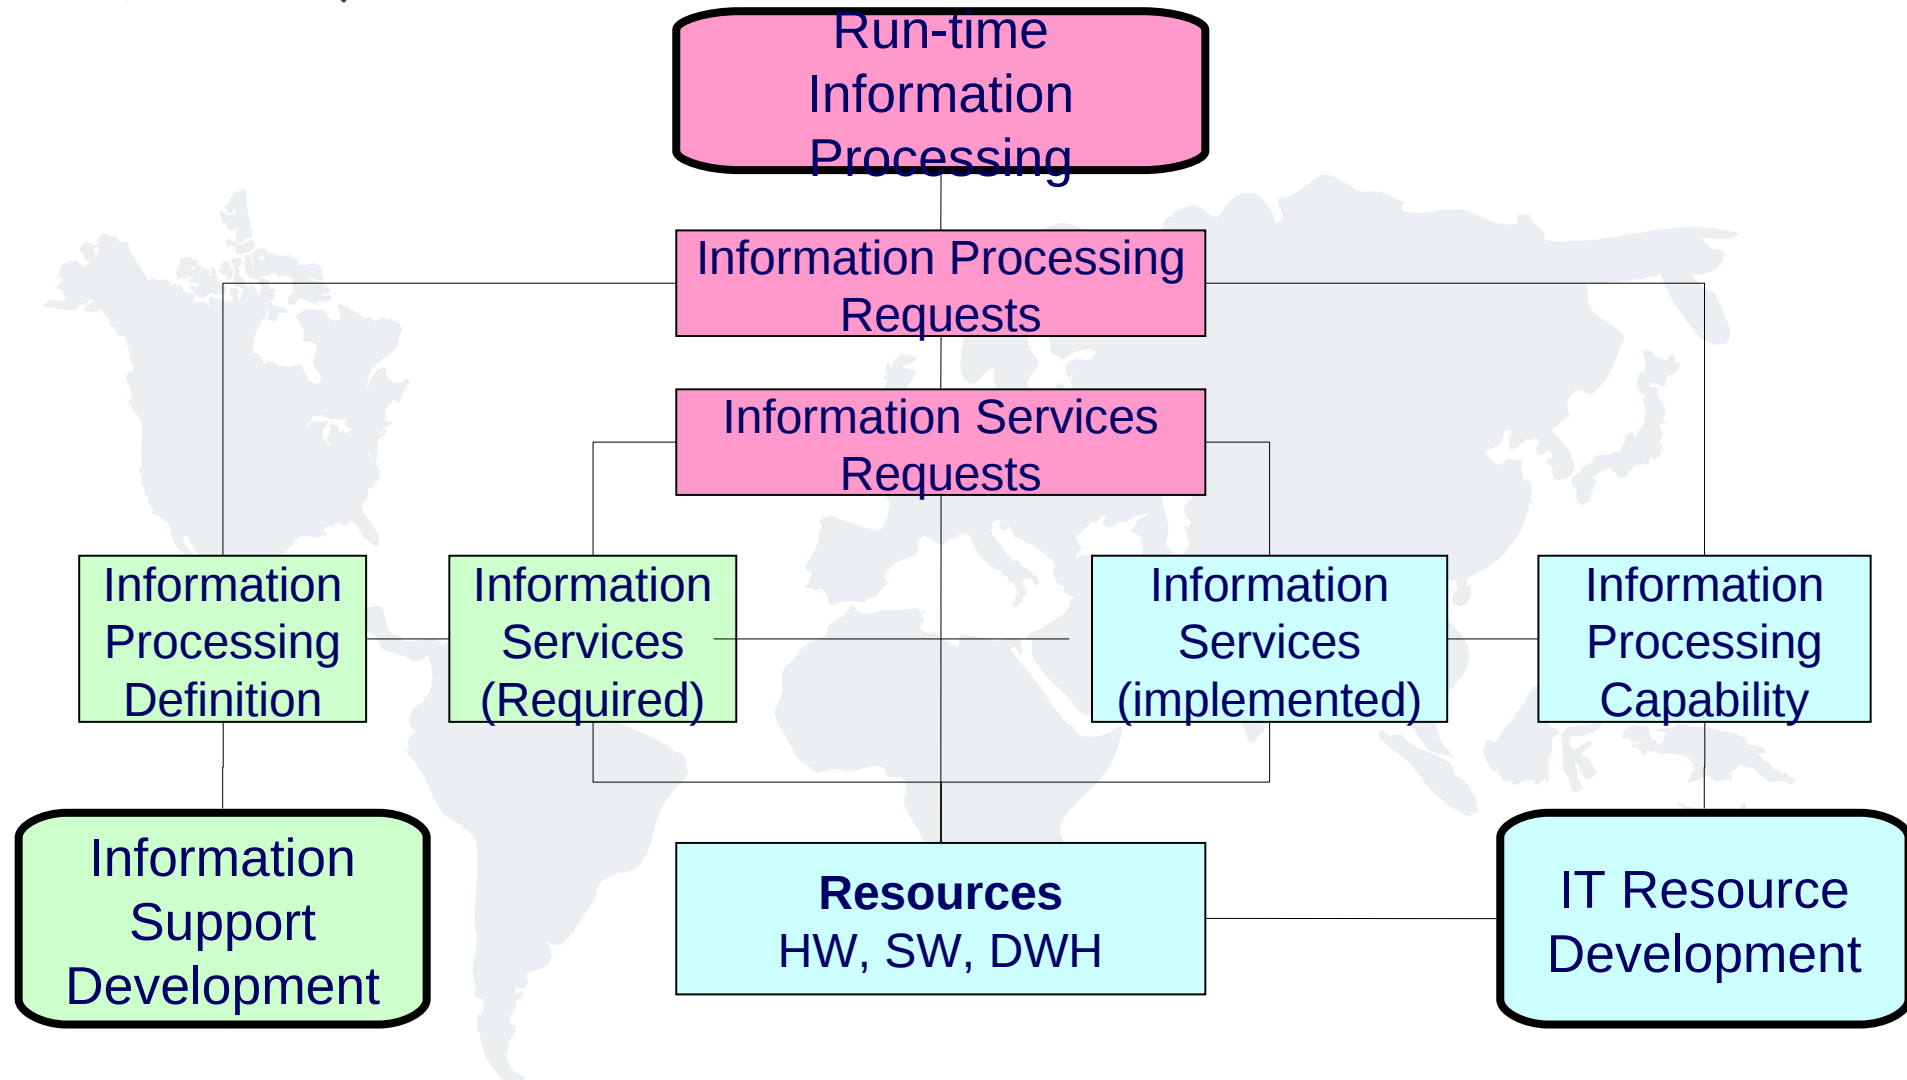 Run-time
Information
Processing
Information Processing
Requests
Information Services
Requests
Information
Processing
Definition
Information
Services
(Required)
Information
Services
(implemented)
Information
Processing
Capability
Information
Support
Development
Resources
HW, SW, DWH
IT Resource
Development